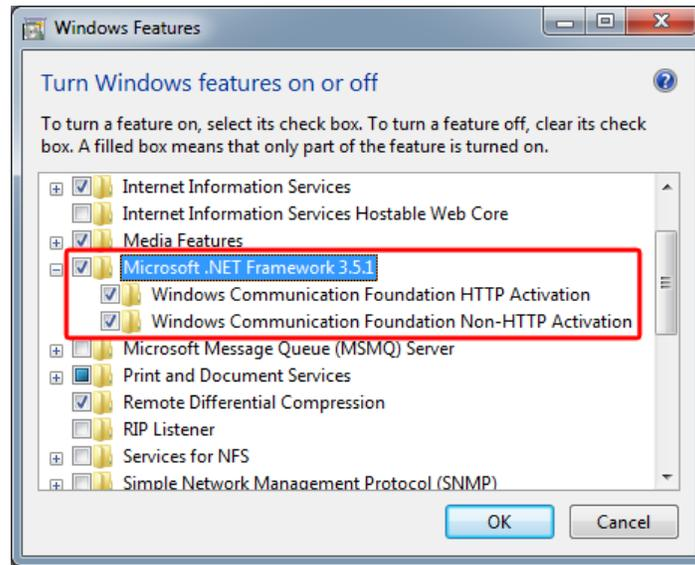 Windows Features
Turn Windows features on or off
To turn a feature on, select its check box. To turn a feature off, clear its check
box. A filled box means that only part of the feature is turned on.
Internet Information Services
Internet Information Services Hostable Web Core
Media Features
Microsoft .NET Framework 3.5.1
Windows Communication Foundation HTTP Activation
Windows Communication Foundation Non-HTTP Activation
Microsoft Message Queue (MSMQ) Server
Print and Document Services
Remote Differential Compression
RIP Listener
Services for NFS
Simple Network Management Protocol (SNMP)
OK Cancel